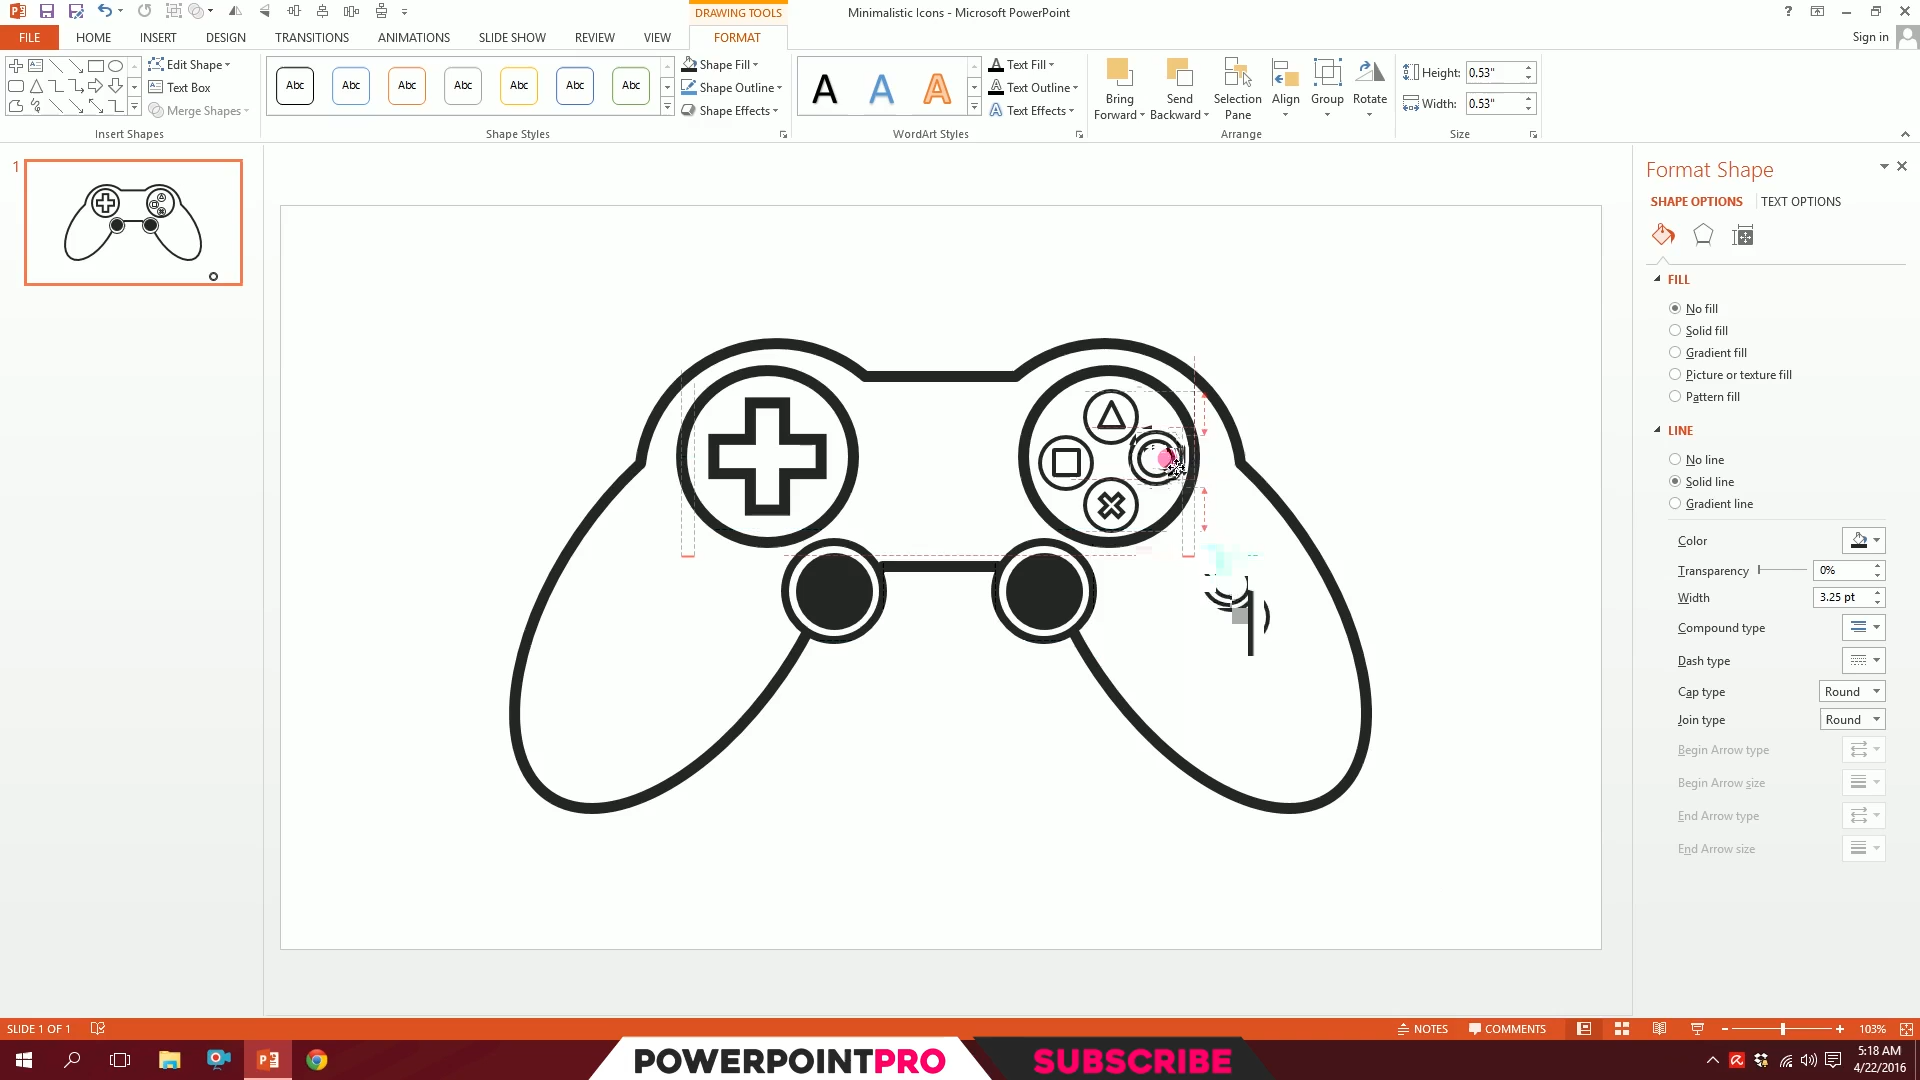 DRAWING TOOLS
Minimalistic Icons - Microsoft PowerPoint
?
FILE
HOME
INSERT
DESIGN
TRANSITIONS
ANIMATIONS
SLIDE SHOW
REVIEW
VIEW
FORMAT
Sign in
Edit Shape
Text Box
Merge Shapes
Insert Shapes
Abc Abc Abc Abc Abc Abc Abc
Shape Fill
Shape Outline
Shape Effects
Shape Styles
A A A
Text Fill
Text Outline
Text Effects
WordArt Styles
Bring
Forward
Send
Backward
Selection
Pane
Align
Group
Rotate
Arrange
Height: 0.53"
Width: 0.53"
Size
1
Format Shape
SHAPE OPTIONS
TEXT OPTIONS
FILL
No fill
Solid fill
Gradient fill
Picture or texture fill
Pattern fill
LINE
No line
Solid line
Gradient line
Color
Transparency 0%
Width 3.25 pt
Compound type
Dash type
Cap type Round
Join type Round
Begin Arrow type
Begin Arrow size
End Arrow type
End Arrow size
SLIDE 1 OF 1
NOTES
COMMENTS
103%
POWERPOINTPRO
SUBSCRIBE
5:18 AM
4/22/2016